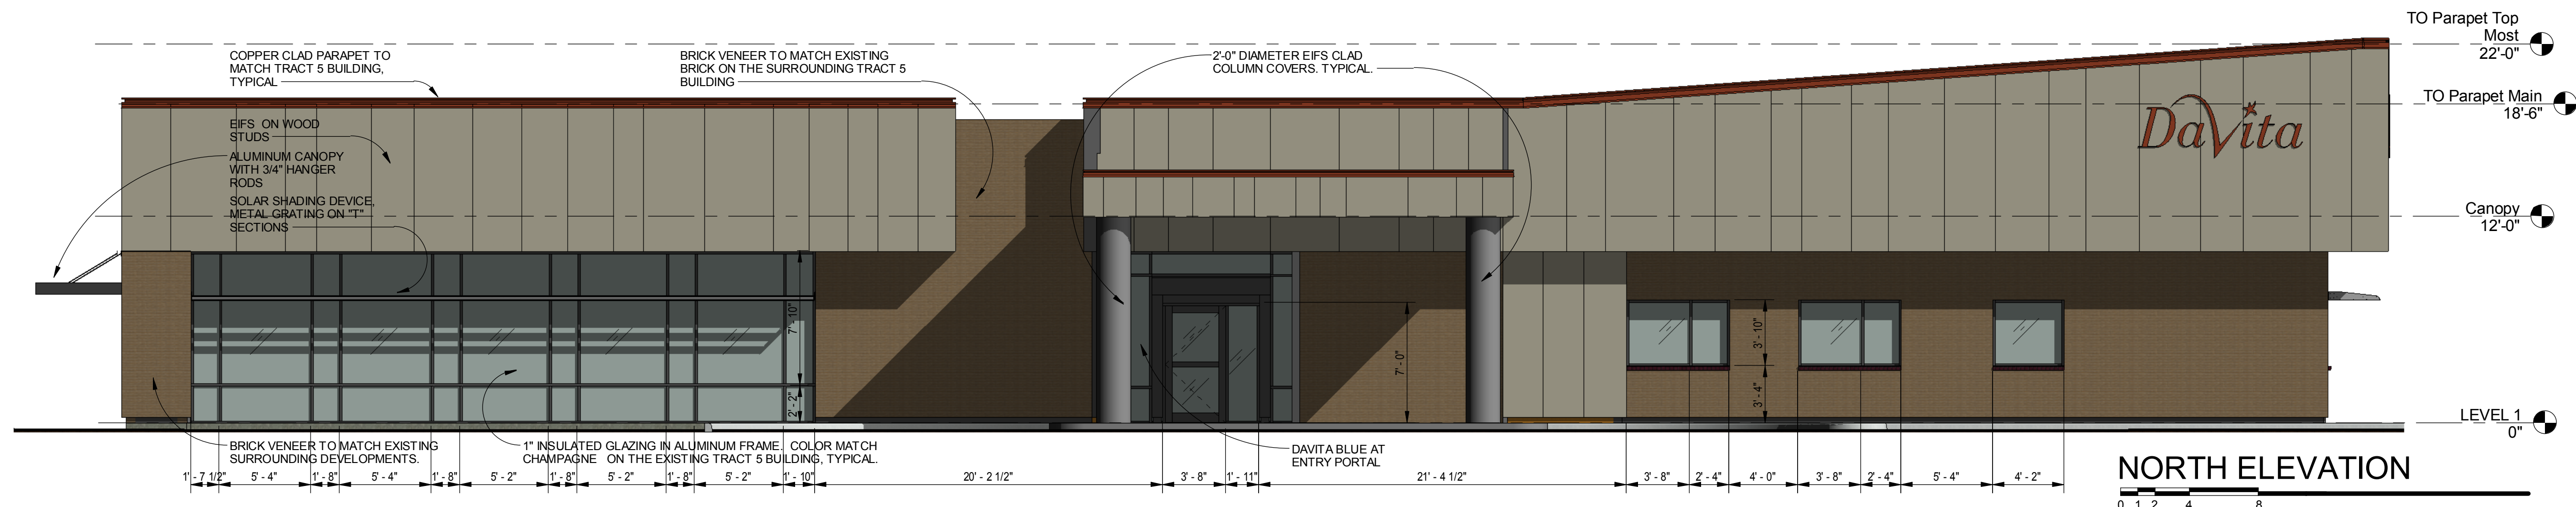 TO Parapet Top
Most
22'-0"
COPPER CLAD PARAPET TO
MATCH TRACT 5 BUILDING,
TYPICAL
BRICK VENEER TO MATCH EXISTING
BRICK ON THE SURROUNDING TRACT 5
BUILDING
2'-0" DIAMETER EIFS CLAD
COLUMN COVERS. TYPICAL.
TO Parapet Main
18'-6"
EIFS ON WOOD
STUDS
ALUMINUM CANOPY
WITH 3/4" HANGER
RODS
SOLAR SHADING DEVICE,
METAL GRATING ON "T"
SECTIONS
DaVita
Canopy
12'-0"
7' - 10"
2' - 2"
7' - 0"
3' - 10"
3' - 4"
LEVEL 1
0"
BRICK VENEER TO MATCH EXISTING
SURROUNDING DEVELOPMENTS.
1" INSULATED GLAZING IN ALUMINUM FRAME. COLOR MATCH
CHAMPAGNE ON THE EXISTING TRACT 5 BUILDING, TYPICAL.
DAVITA BLUE AT
ENTRY PORTAL
1' - 7 1/2" 5' - 4" 1' - 8" 5' - 4" 1' - 8" 5' - 2" 1' - 8" 5' - 2" 1' - 8" 5' - 2" 1' - 10" 20' - 2 1/2" 3' - 8" 1' - 11" 21' - 4 1/2" 3' - 8" 2' - 4" 4' - 0" 3' - 8" 2' - 4" 5' - 4" 4' - 2"
NORTH ELEVATION
0 1 2 4 8